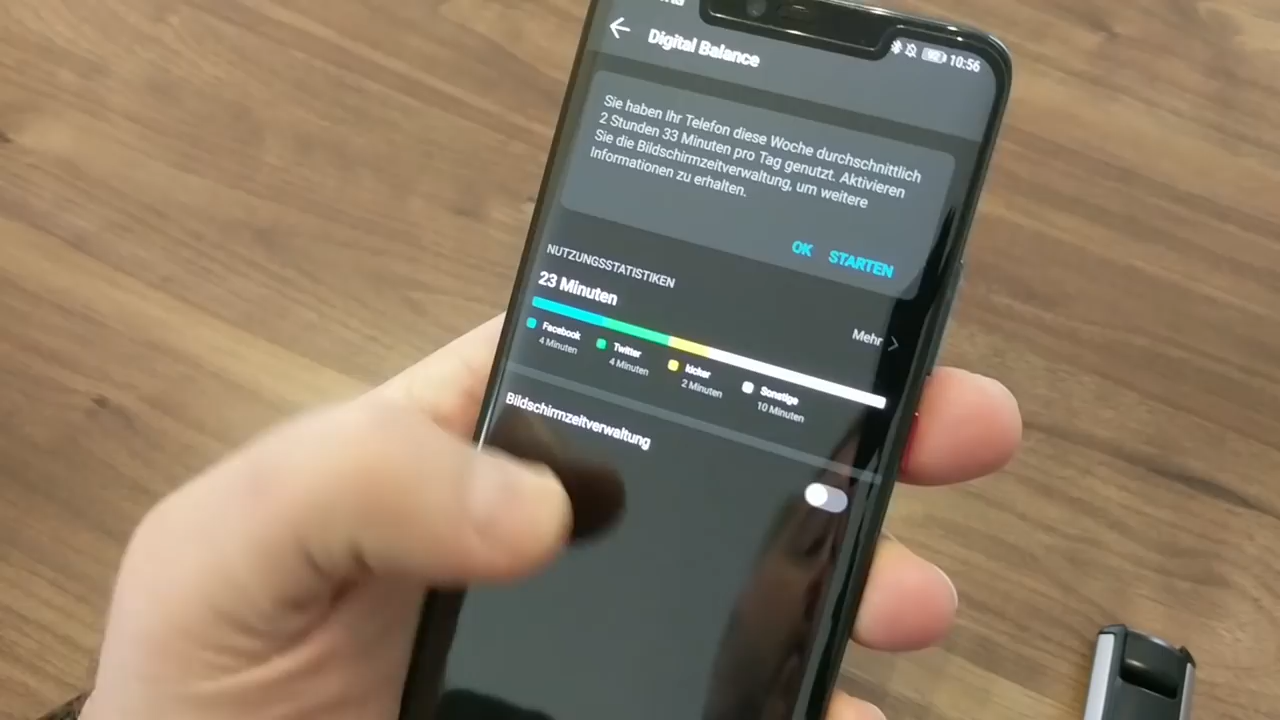 10:56
Digital Balance
Sie haben Ihr Telefon diese Woche durchschnittlich
2 Stunden 33 Minuten pro Tag genutzt. Aktivieren
Sie die Bildschirmzeitverwaltung, um weitere
Informationen zu erhalten.
OK STARTEN
NUTZUNGSSTATISTIKEN
23 Minuten
Mehr
Facebook
4 Minuten
Twitter
4 Minuten
kicker
2 Minuten
Sonstige
10 Minuten
Bildschirmzeitverwaltung